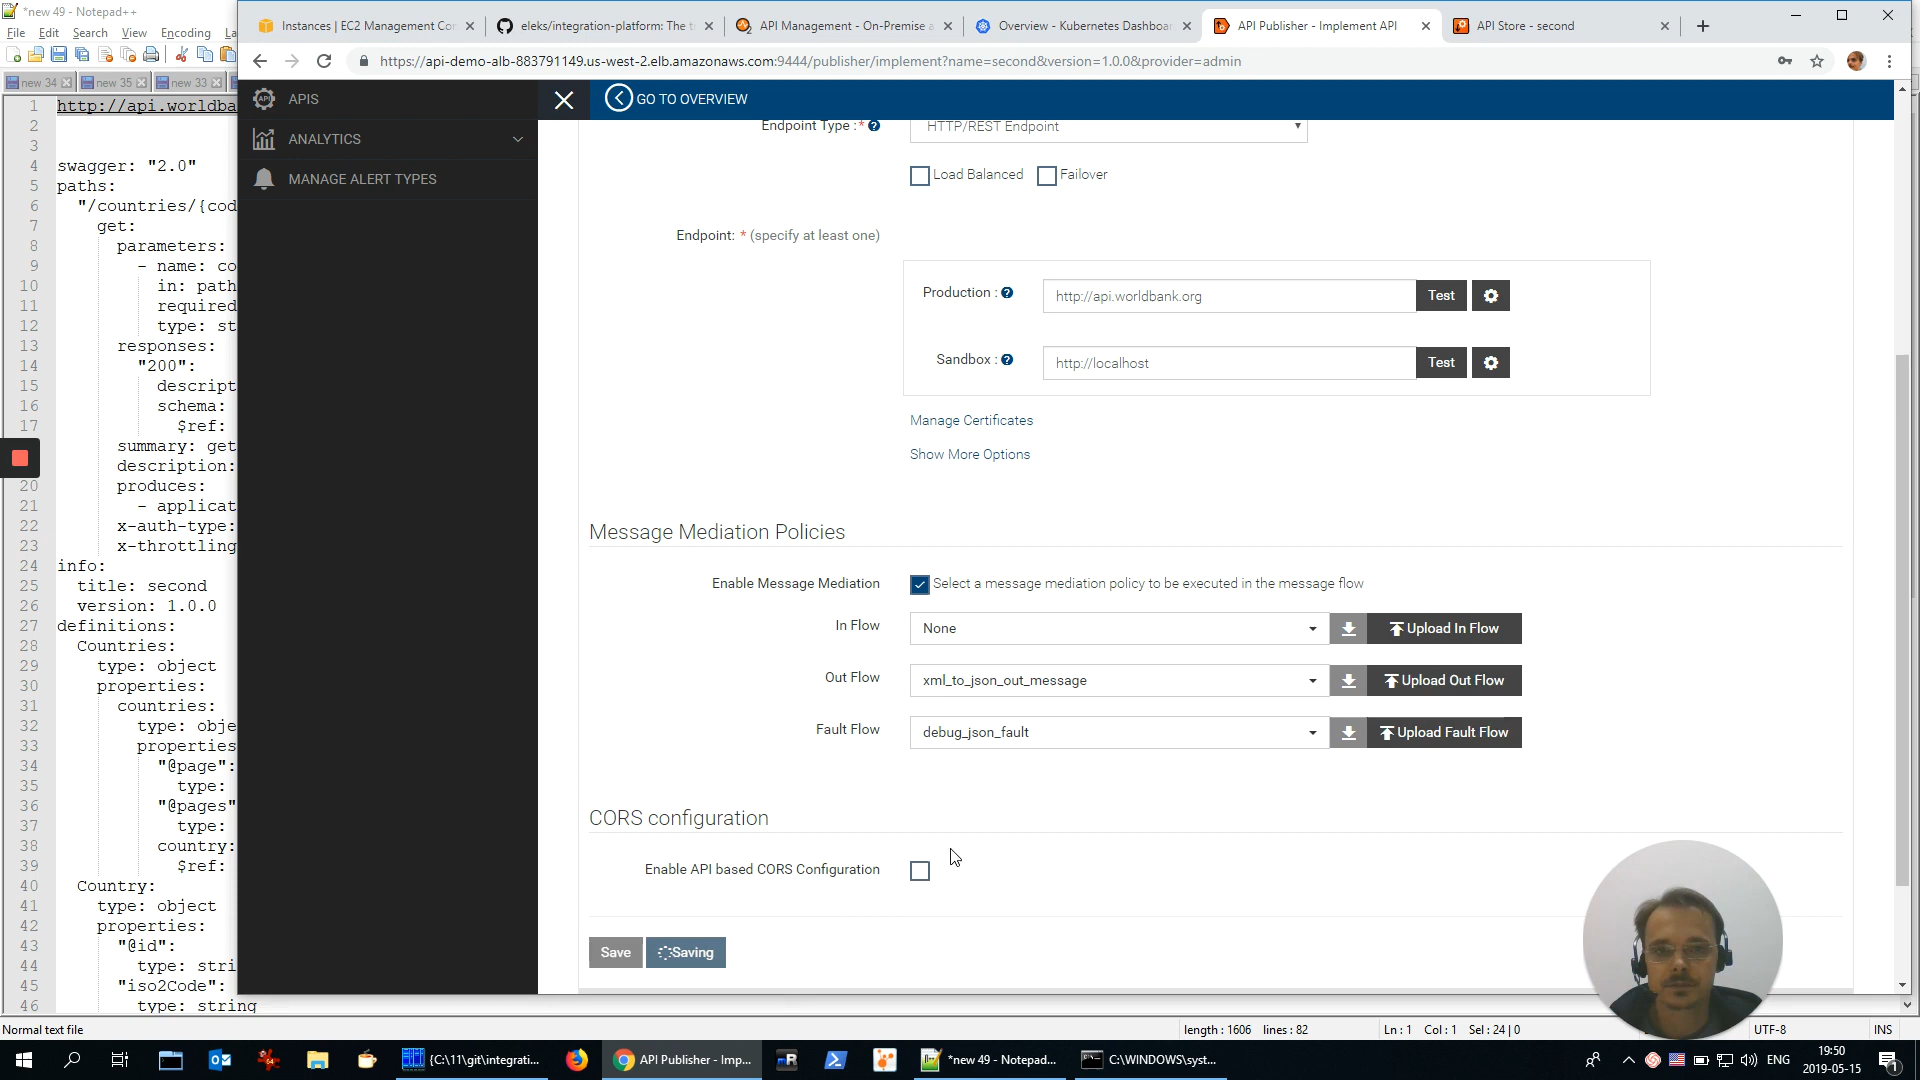 *new 49 - Notepad++
Instances | EC2 Management Con
eleks/integration-platform: The t
API Management - On-Premise a
Overview - Kubernetes Dashboar
API Publisher - Implement API
API Store - second
File Edit Search View Encoding La
https://api-demo-alb-883791149.us-west-2.elb.amazonaws.com:9444/publisher/implement?name=second&version=1.0.0&provider=admin
new 34 new 35 new 33
APIS
ANALYTICS
MANAGE ALERT TYPES
GO TO OVERVIEW
1 http://api.worldba
2
3
4 swagger: "2.0"
5 paths:
6 "/countries/{cod
7 get:
8 parameters:
9 - name: co
10 in: path
11 required
12 type: st
13 responses:
14 "200":
15 descript
16 schema:
17 $ref:
summary: get
description:
20 produces:
21 - applicat
22 x-auth-type:
23 x-throttling
24 info:
25 title: second
26 version: 1.0.0
27 definitions:
28 Countries:
29 type: object
30 properties:
31 countries:
32 type: obje
33 properties
34 "@page":
35 type:
36 "@pages"
37 type:
38 country:
39 $ref:
40 Country:
41 type: object
42 properties:
43 "@id":
44 type: stri
45 "iso2Code":
46 type: string
Endpoint Type :* HTTP/REST Endpoint
Load Balanced Failover
Endpoint: * (specify at least one)
Production : http://api.worldbank.org Test
Sandbox : http://localhost Test
Manage Certificates
Show More Options
Message Mediation Policies
Enable Message Mediation Select a message mediation policy to be executed in the message flow
In Flow None Upload In Flow
Out Flow xml_to_json_out_message Upload Out Flow
Fault Flow debug_json_fault Upload Fault Flow
CORS configuration
Enable API based CORS Configuration
Save Saving
Normal text file length : 1606 lines : 82 Ln : 1 Col : 1 Sel : 24 | 0 UTF-8 INS
{C:\11\git\integrati... API Publisher - Imp... *new 49 - Notepad... C:\WINDOWS\syst... ENG 19:50
2019-05-15